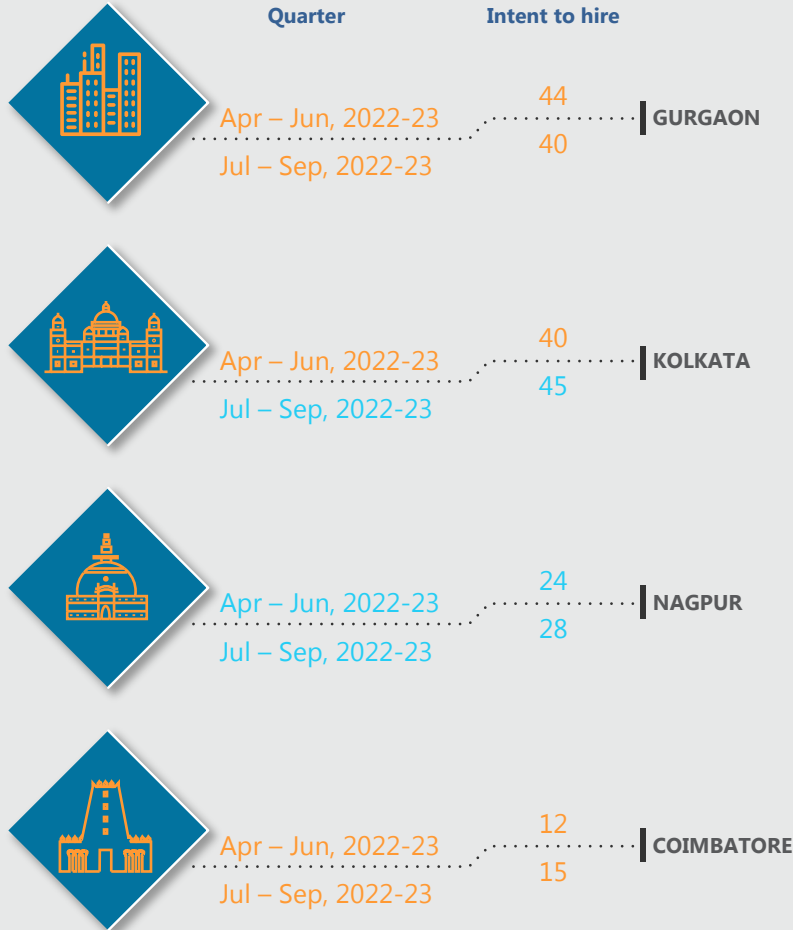 Quarter Intent to hire
Apr – Jun, 2022-23 44
GURGAON
Jul – Sep, 2022-23 40
Apr – Jun, 2022-23 40
KOLKATA
Jul – Sep, 2022-23 45
Apr – Jun, 2022-23 24
NAGPUR
Jul – Sep, 2022-23 28
Apr – Jun, 2022-23 12
COIMBATORE
Jul – Sep, 2022-23 15